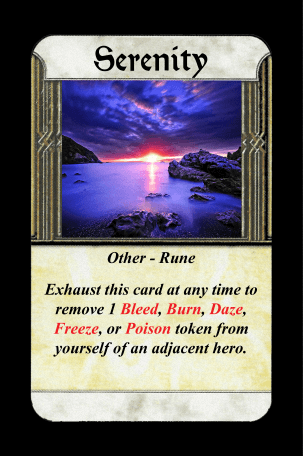 Serenity
Other - Rune
Exhaust this card at any time to
remove 1 Bleed, Burn, Daze,
Freeze, or Poison token from
yourself of an adjacent hero.